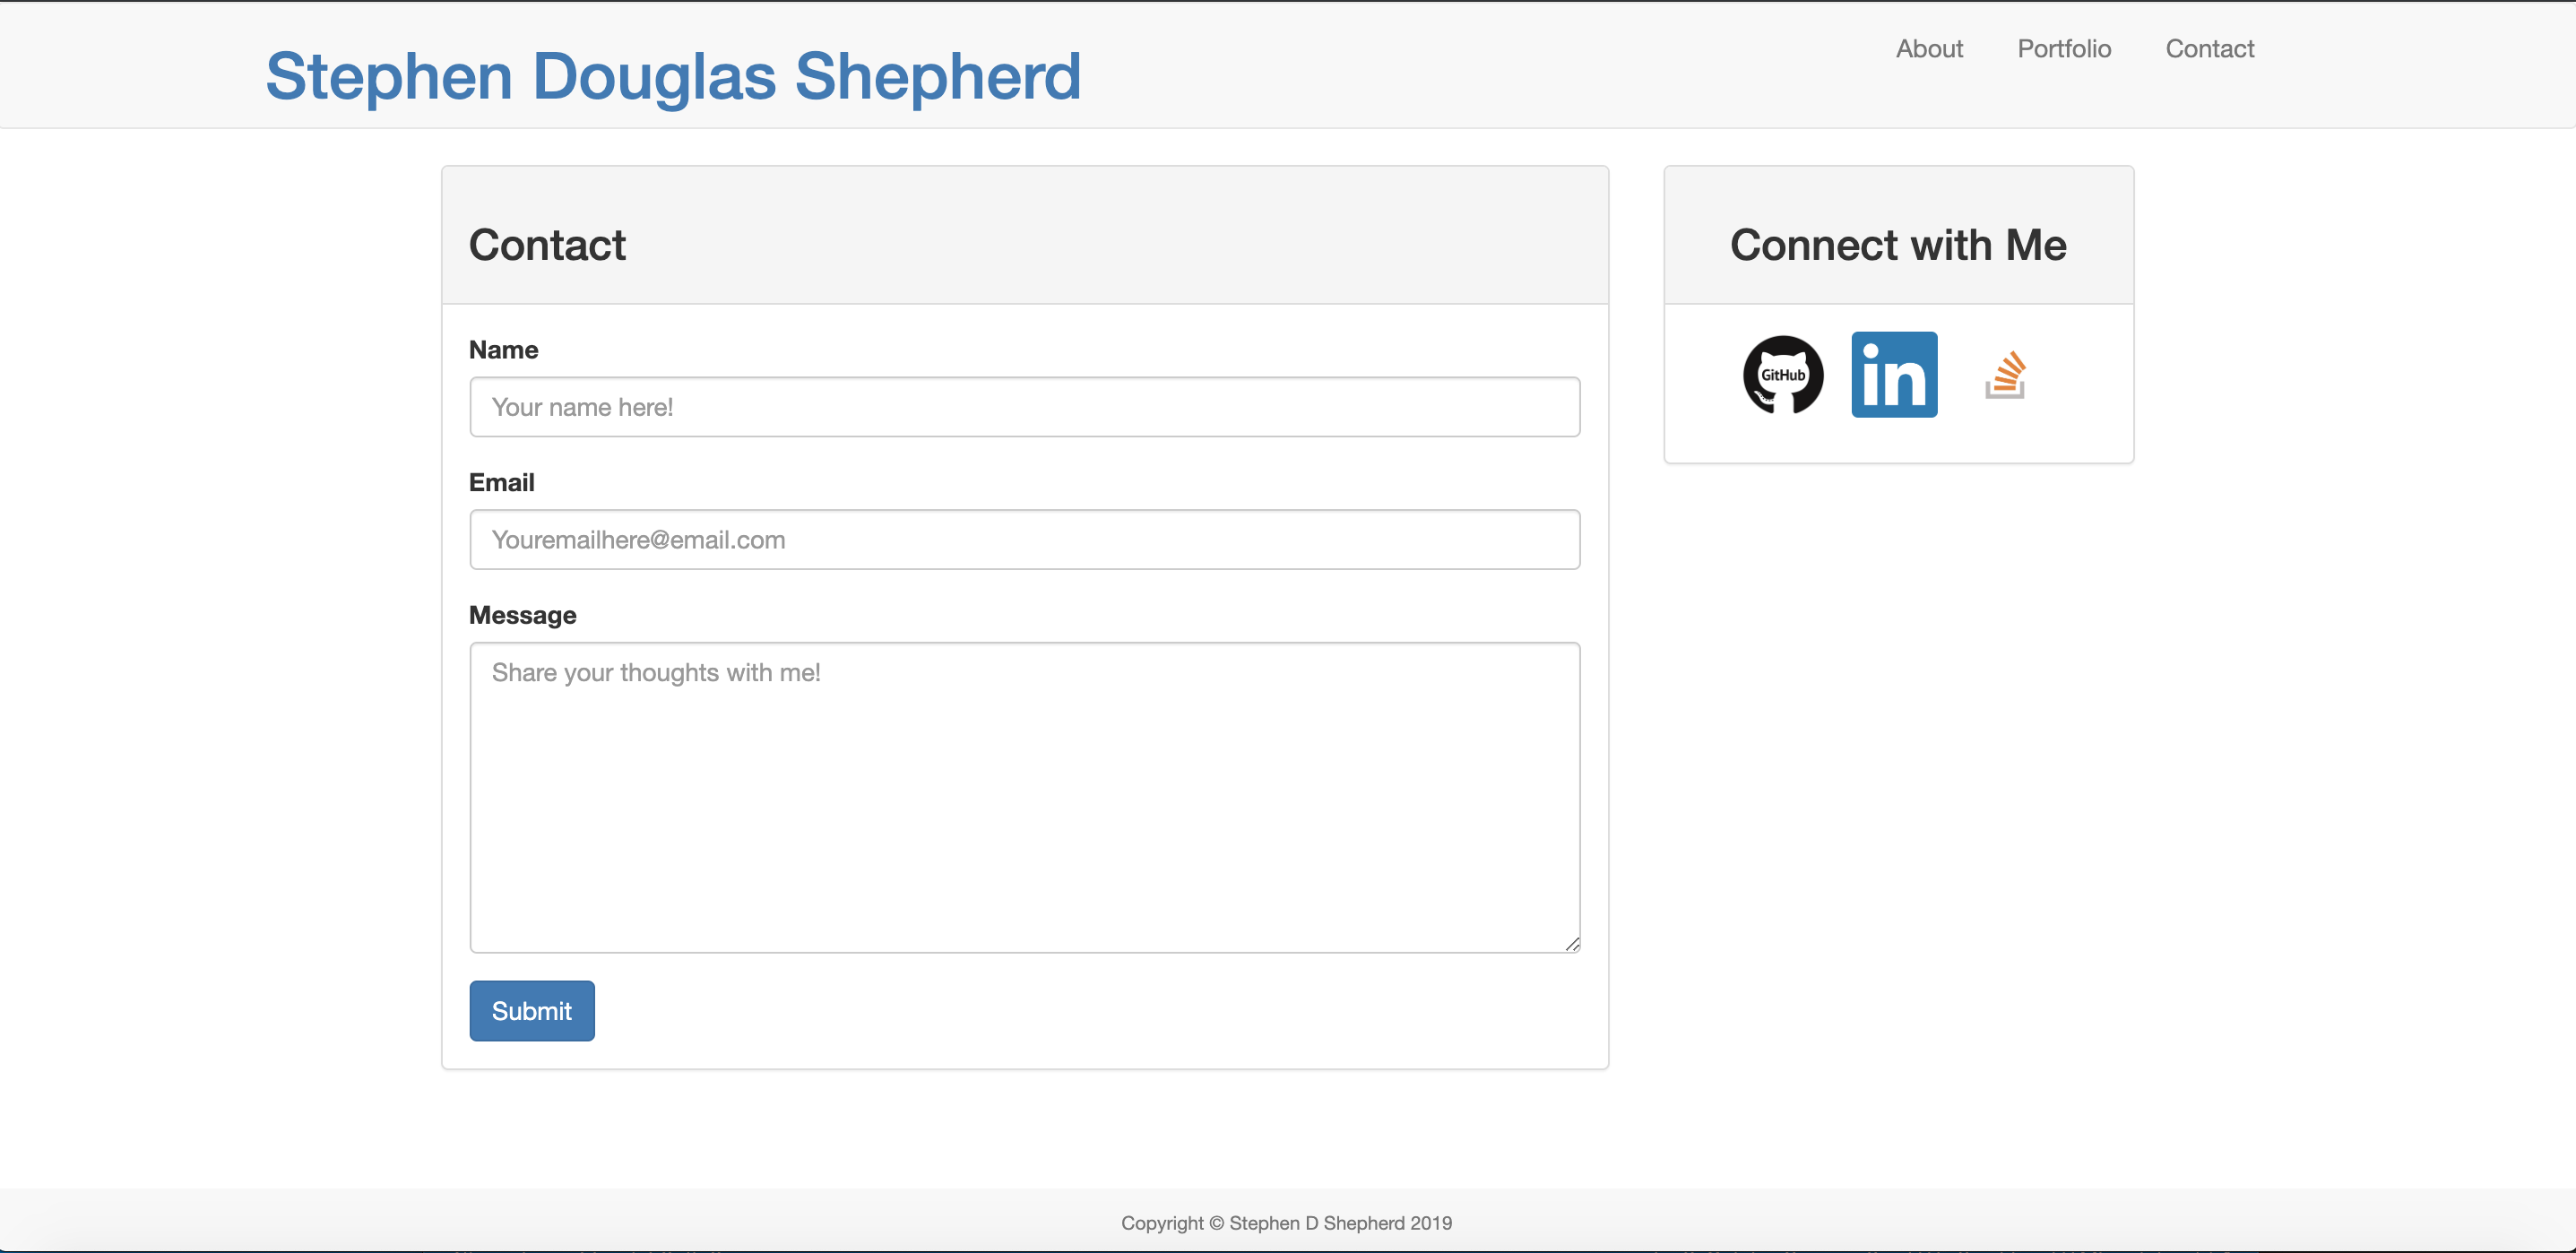 Stephen Douglas Shepherd
About Portfolio Contact
Contact
Name
Your name here!
Email
Youremailhere@email.com
Message
Share your thoughts with me!
Submit
Connect with Me
GitHub in
Copyright © Stephen D Shepherd 2019